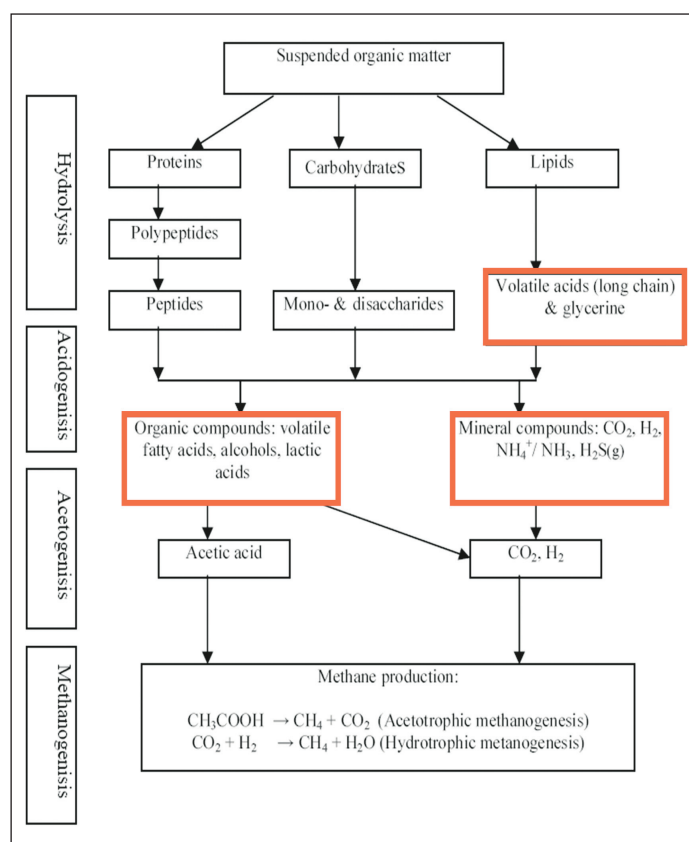 Suspended organic matter
Hydrolysis
Proteins
CarbohydrateS
Lipids
Polypeptides
Peptides
Mono- & disaccharides
Volatile acids (long chain)
& glycerine
Acidogenisis
Organic compounds: volatile
fatty acids, alcohols, lactic
acids
Mineral compounds: CO₂, H₂,
NH₄⁺/ NH₃, H₂S(g)
Acetogenisis
Acetic acid
CO₂, H₂
Methanogenisis
Methane production:
CH₃COOH → CH₄ + CO₂ (Acetotrophic methanogenesis)
CO₂ + H₂ → CH₄ + H₂O (Hydrotrophic metanogenesis)